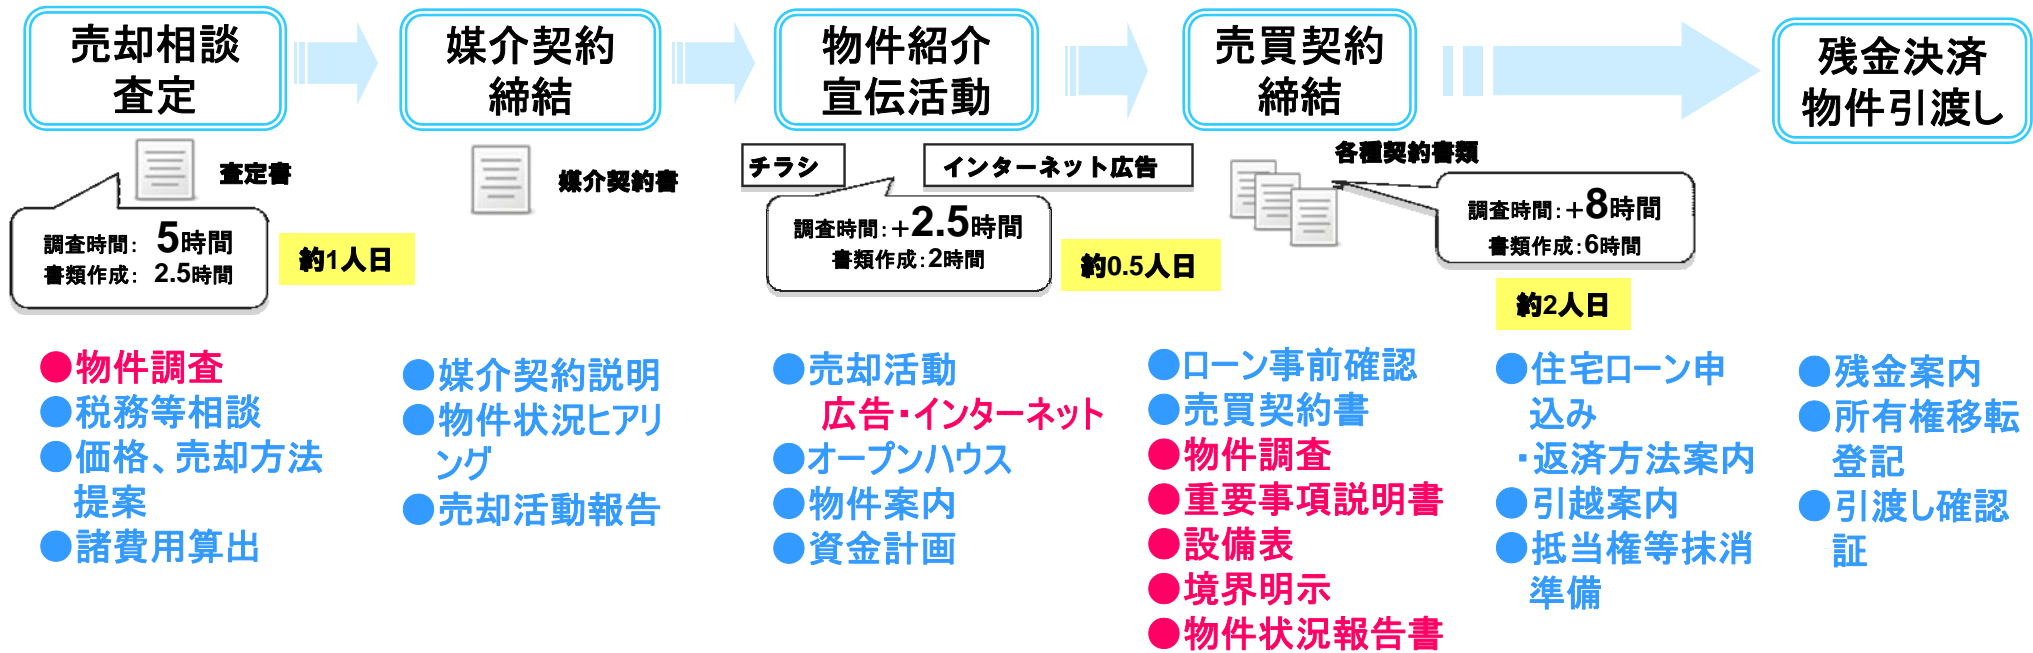 売却相談
査定
媒介契約
締結
物件紹介
宣伝活動
売買契約
締結
残金決済
物件引渡し
査定書
調査時間： 5時間
書類作成： 2.5時間
約1人日
媒介契約書
チラシ
インターネット広告
調査時間：＋2.5時間
書類作成：2時間
約0.5人日
各種契約書類
調査時間：＋8時間
書類作成：6時間
約2人日
●物件調査
●税務等相談
●価格、売却方法
提案
●諸費用算出
●媒介契約説明
●物件状況ヒアリ
ング
●売却活動報告
●売却活動
広告・インターネット
●オープンハウス
●物件案内
●資金計画
●ローン事前確認
●売買契約書
●物件調査
●重要事項説明書
●設備表
●境界明示
●物件状況報告書
●住宅ローン申
込み
・返済方法案内
●引越案内
●抵当権等抹消
準備
●残金案内
●所有権移転
登記
●引渡し確認
証